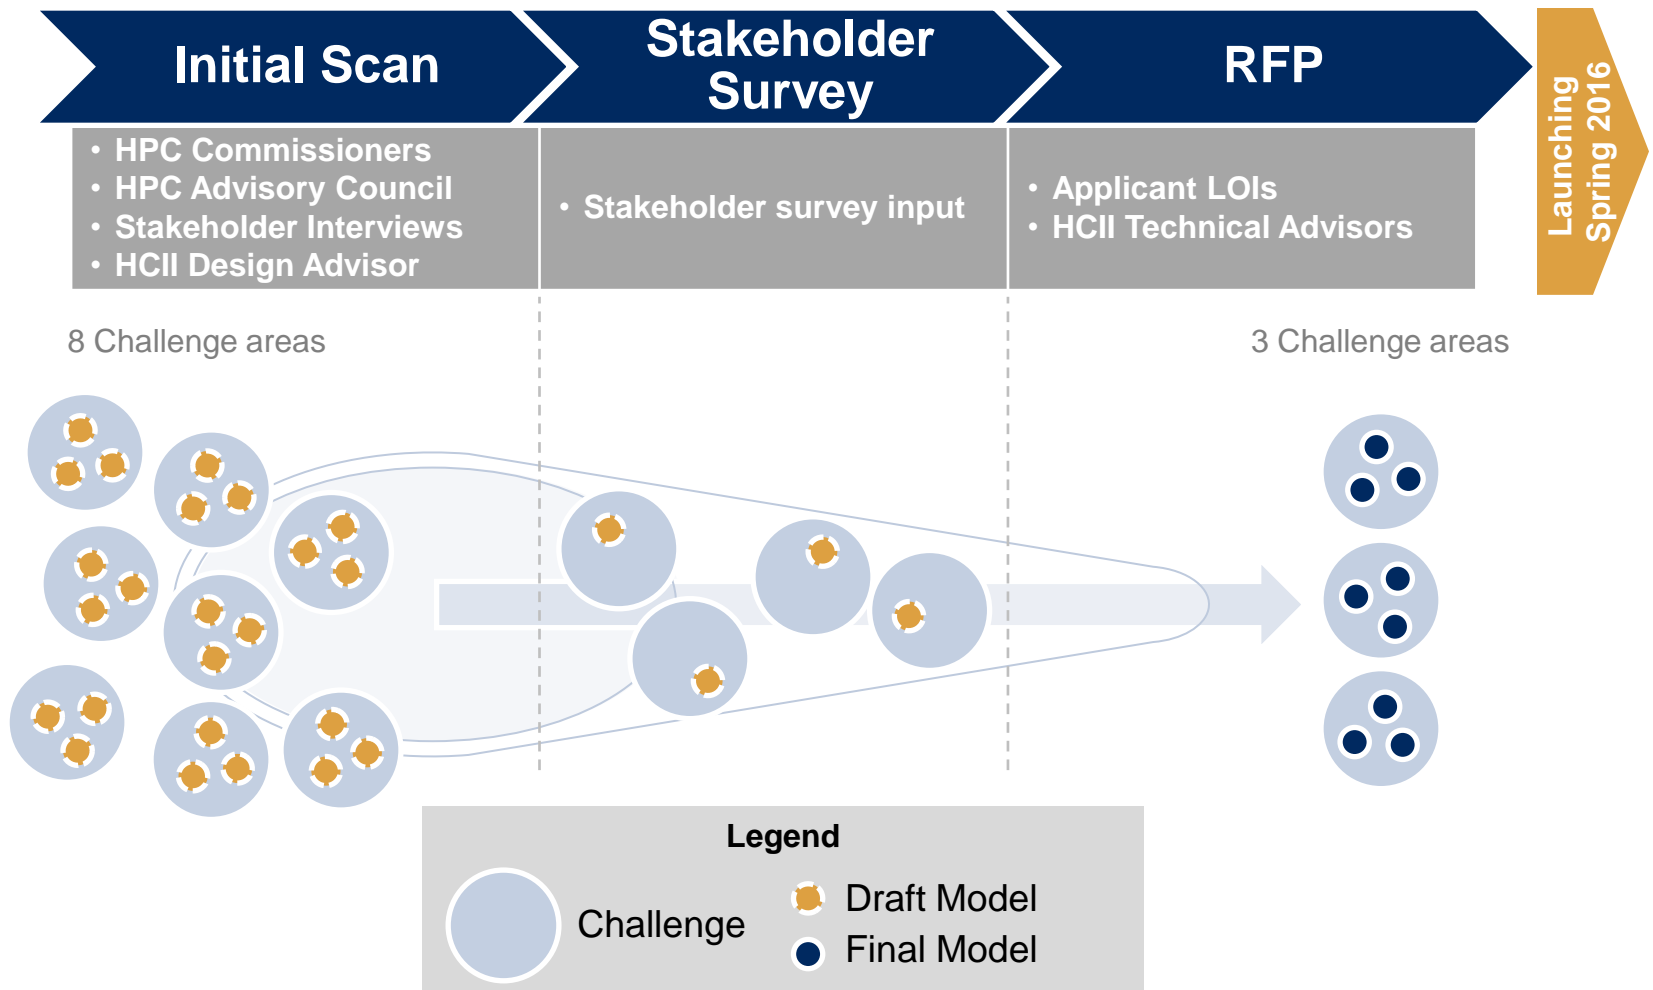 Initial Scan
Stakeholder
Survey
RFP
Launching
Spring 2016
• HPC Commissioners
• HPC Advisory Council
• Stakeholder Interviews
• HCII Design Advisor
• Stakeholder survey input
• Applicant LOIs
• HCII Technical Advisors
8 Challenge areas
3 Challenge areas
Legend
Challenge
Draft Model
Final Model